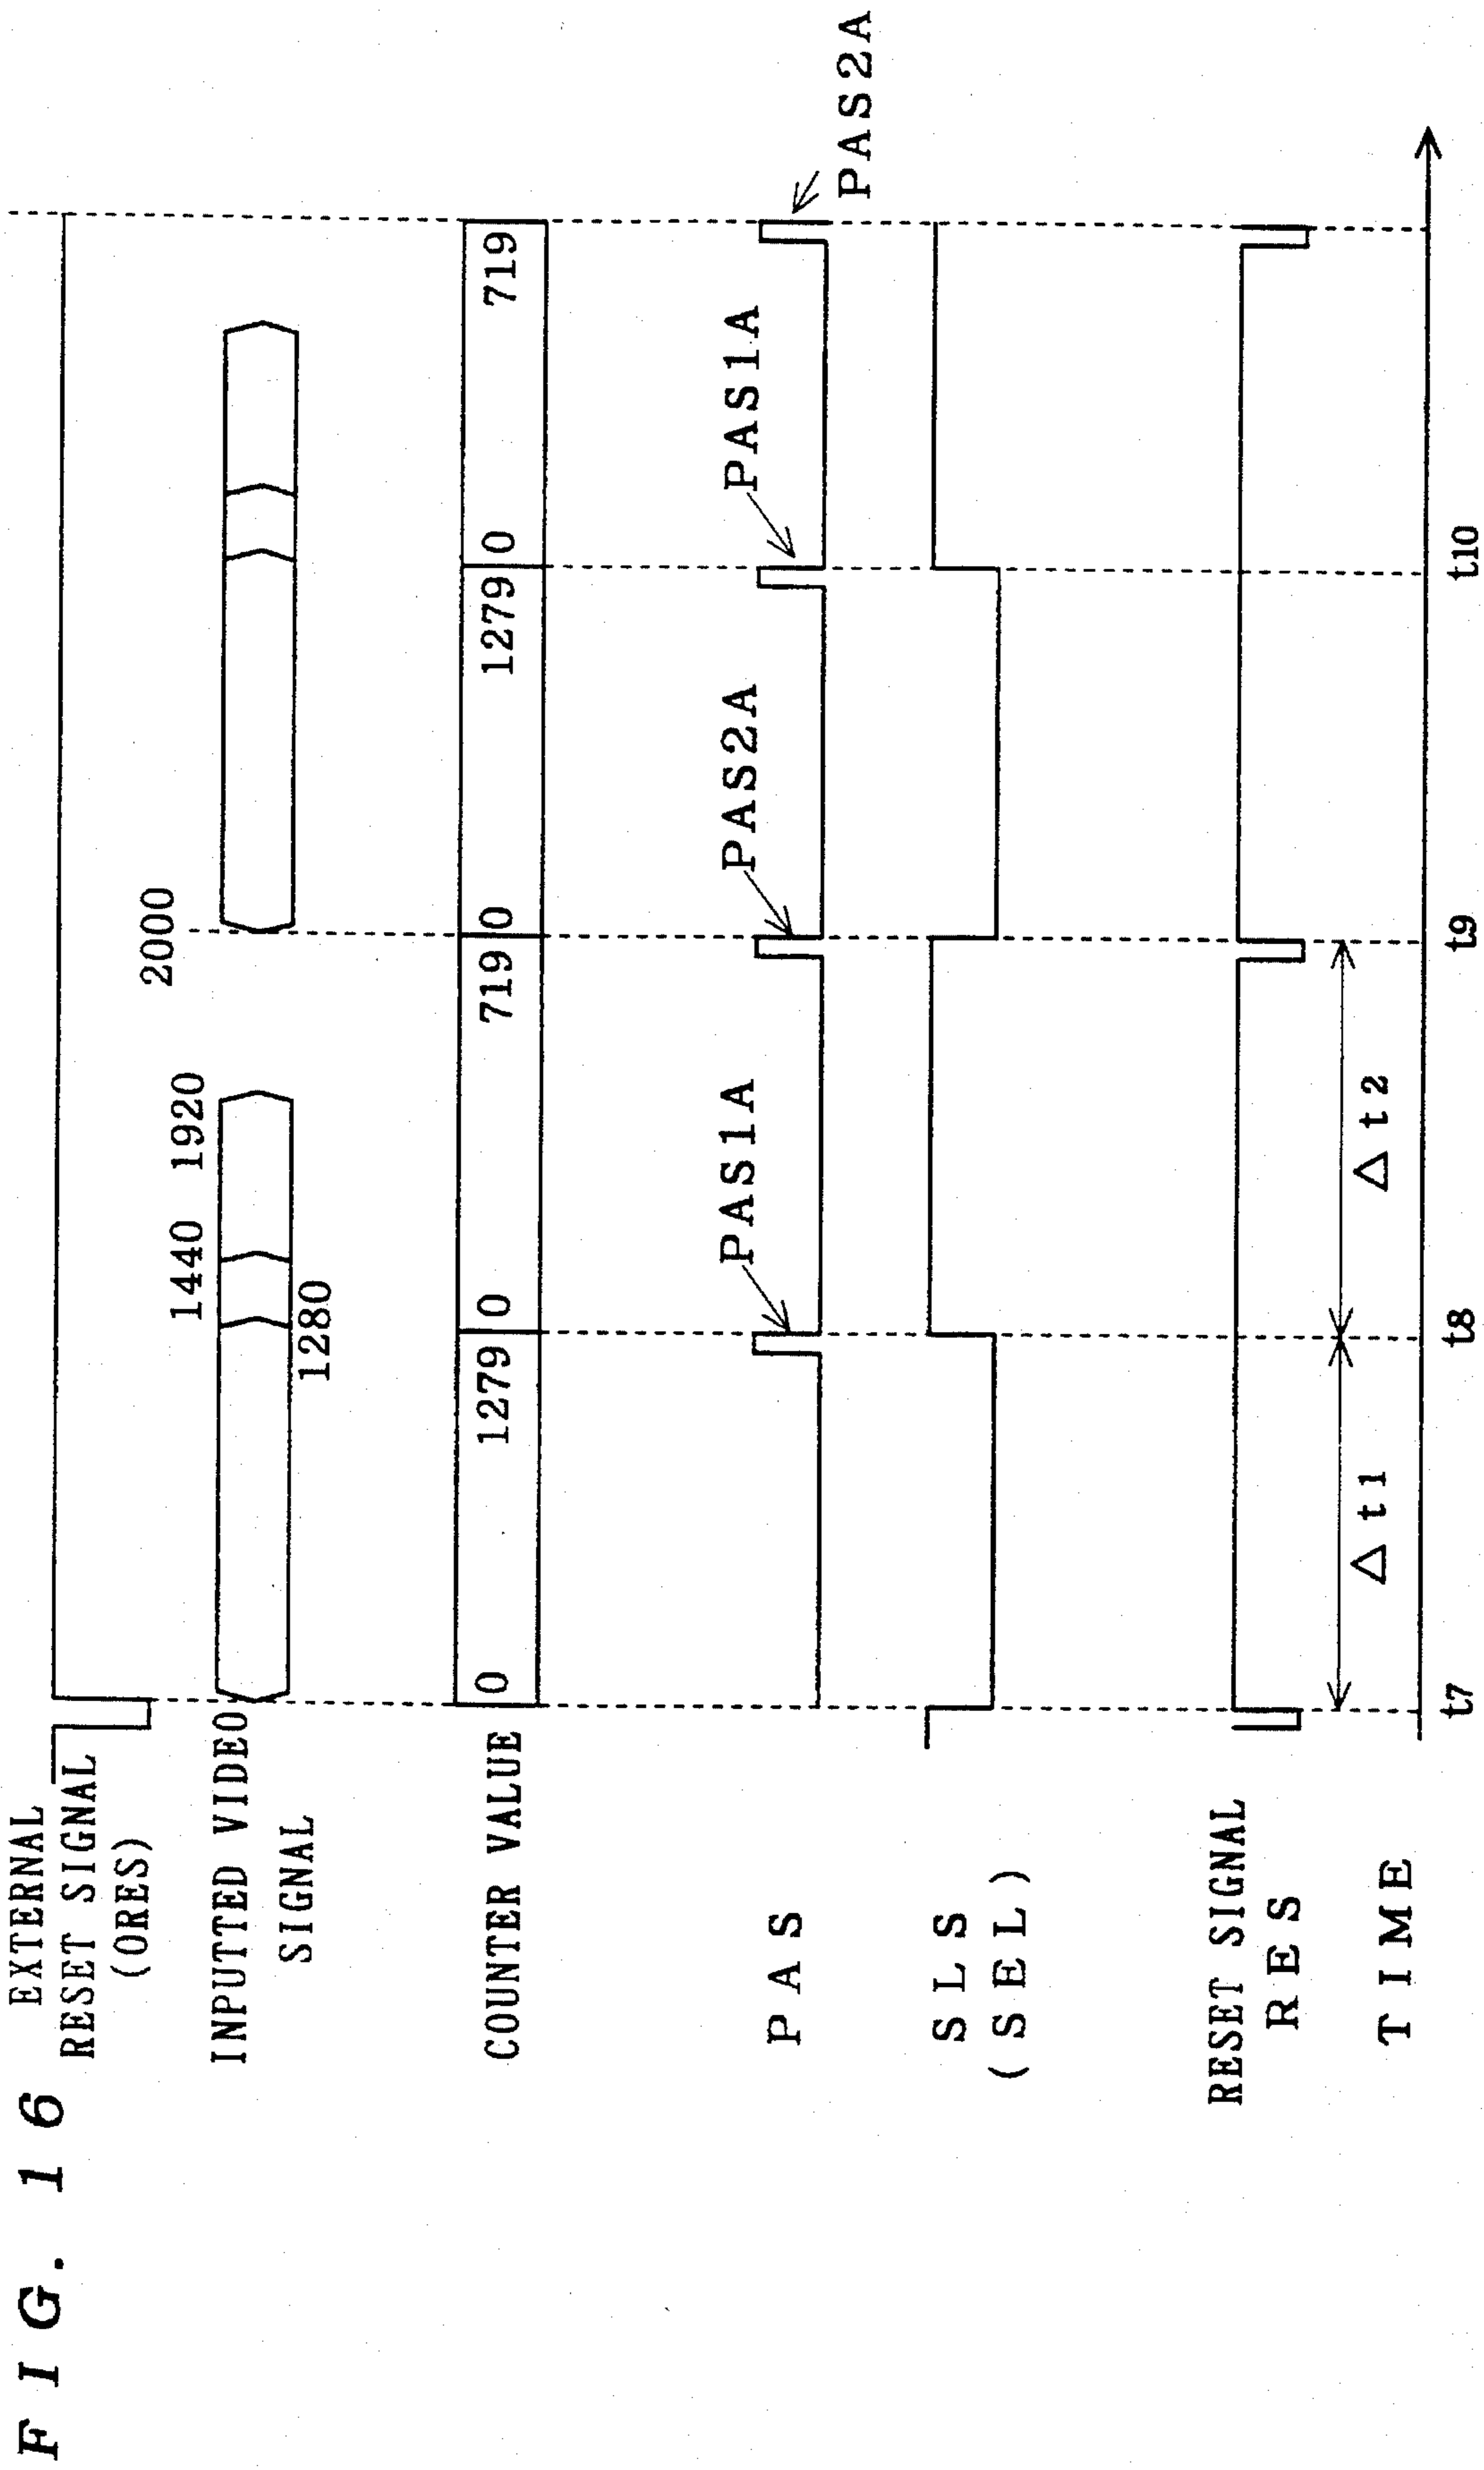 FIG. 16
EXTERNAL
RESET SIGNAL
(ORES)
INPUTTED VIDEO
SIGNAL
1280
1440
1920
2000
COUNTER VALUE
0
1279
0
719
0
1279
0
719
PAS
PAS1A
PAS2A
PAS1A
PAS2A
SLS
(SEL)
RESET SIGNAL
RES
Δt1
Δt2
TIME
t7
t8
t9
t10